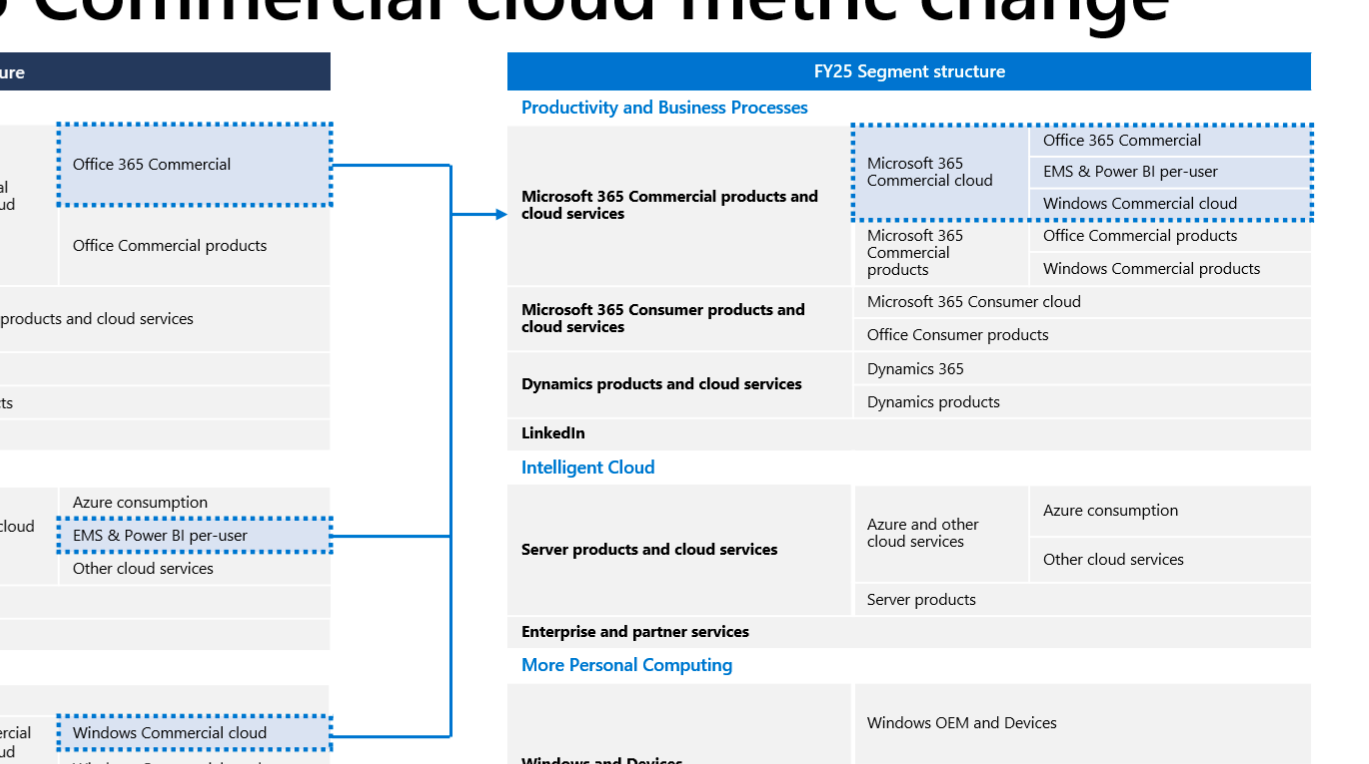 Commercial cloud metric change
FY25 Segment structure
Office 365 Commercial
Office Commercial products
products and cloud services
Azure consumption
cloud
EMS & Power BI per-user
Other cloud services
Windows Commercial cloud
Productivity and Business Processes
Microsoft 365 Commercial products and
cloud services
Microsoft 365
Commercial cloud
Office 365 Commercial
EMS & Power BI per-user
Windows Commercial cloud
Microsoft 365
Commercial
products
Office Commercial products
Windows Commercial products
Microsoft 365 Consumer products and
cloud services
Microsoft 365 Consumer cloud
Office Consumer products
Dynamics products and cloud services
Dynamics 365
Dynamics products
LinkedIn
Intelligent Cloud
Server products and cloud services
Azure and other
cloud services
Azure consumption
Other cloud services
Server products
Enterprise and partner services
More Personal Computing
Windows OEM and Devices
Windows and Devices